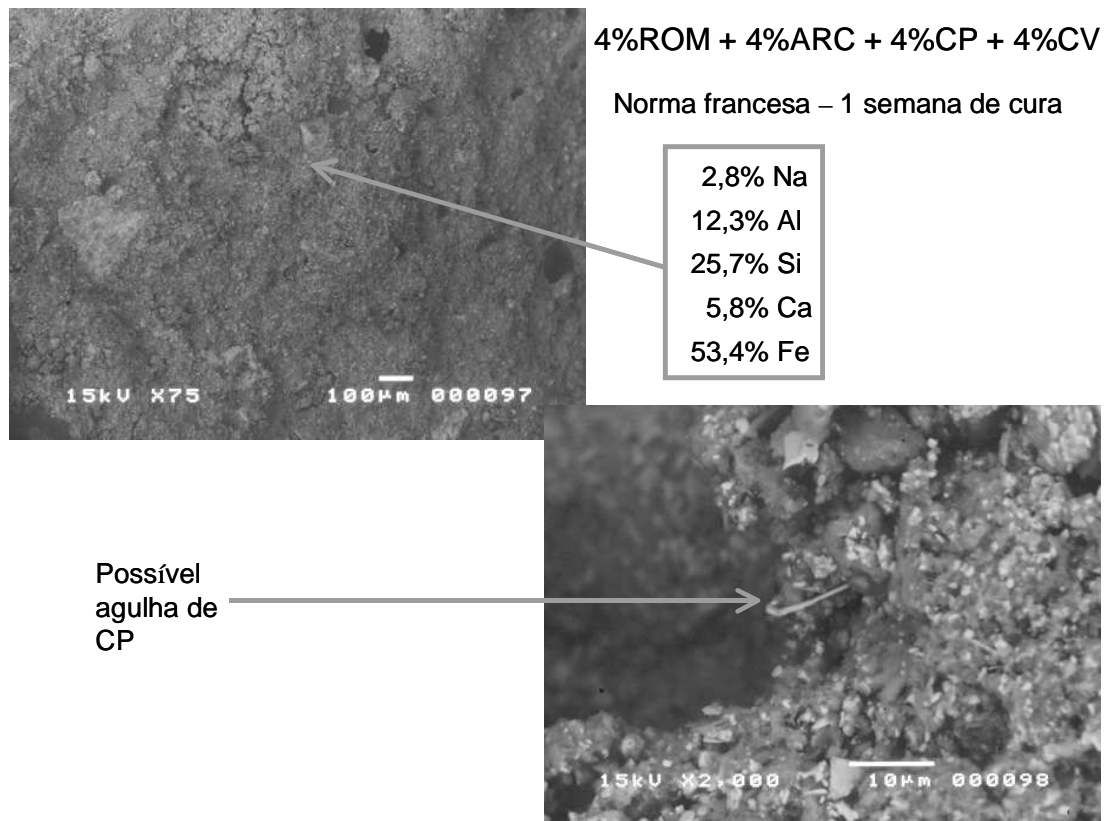 4%ROM + 4%ARC + 4%CP + 4%CV
Norma francesa – 1 semana de cura
2,8% Na
12,3% Al
25,7% Si
5,8% Ca
53,4% Fe
15kV X75 100µm 000097
Possível
agulha de
CP
15kV X2,000 10µm 000098